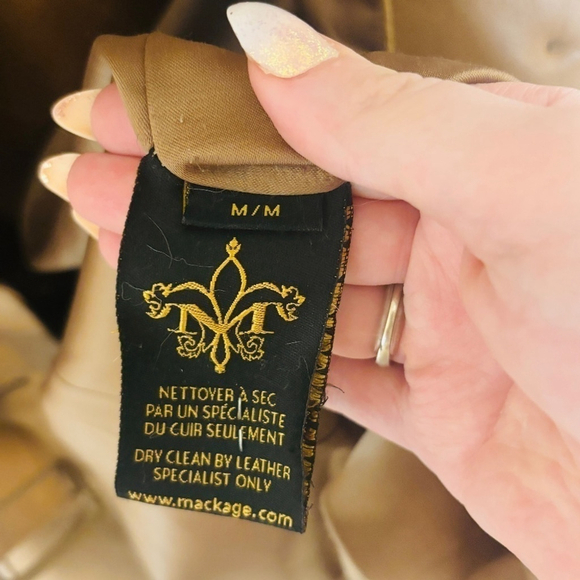 M / M
M
NETTOYER À SEC
PAR UN SPÉCIALISTE
DU CUIR SEULEMENT
DRY CLEAN BY LEATHER
SPECIALIST ONLY
www.mackage.com